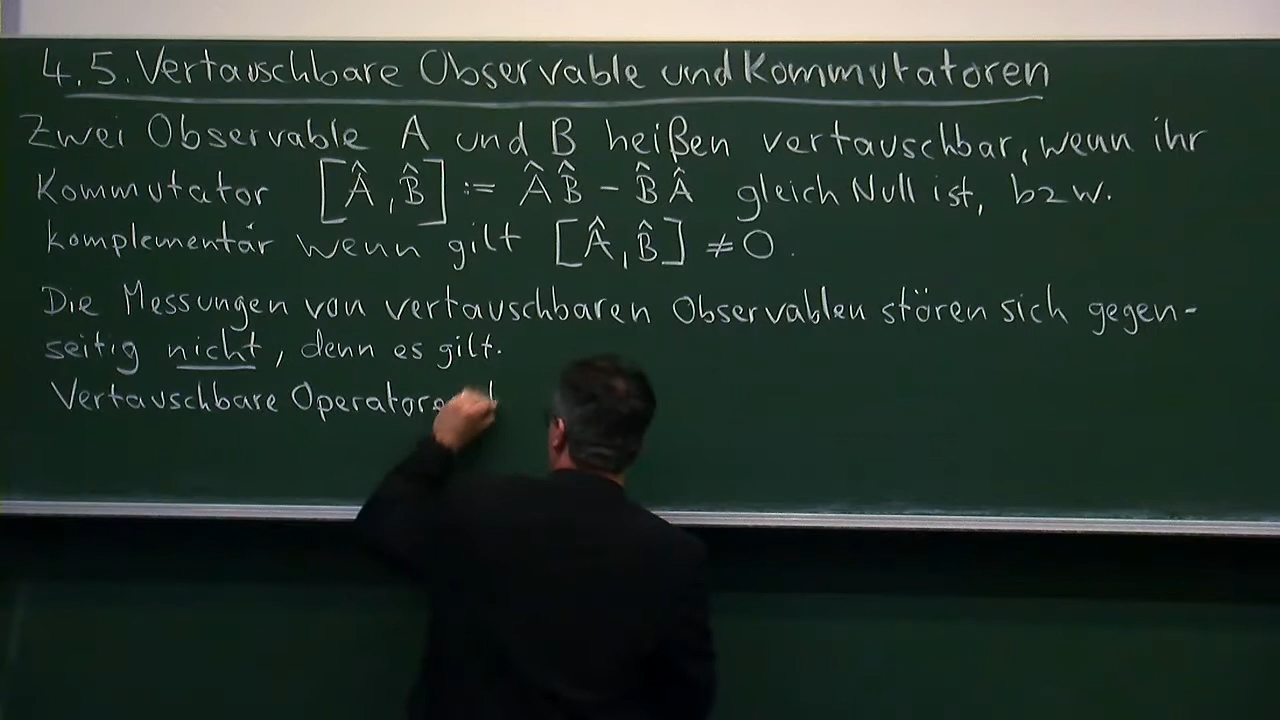 4.5. Vertauschbare Observable und Kommutatoren
Zwei Observable A und B heißen vertauschbar, wenn ihr
Kommutator [Â, B̂] := ÂB̂ - B̂Â gleich Null ist, bzw.
komplementär wenn gilt [Â, B̂] ≠ 0.
Die Messungen von vertauschbaren Observablen stören sich gegen-
seitig nicht, denn es gilt.
Vertauschbare